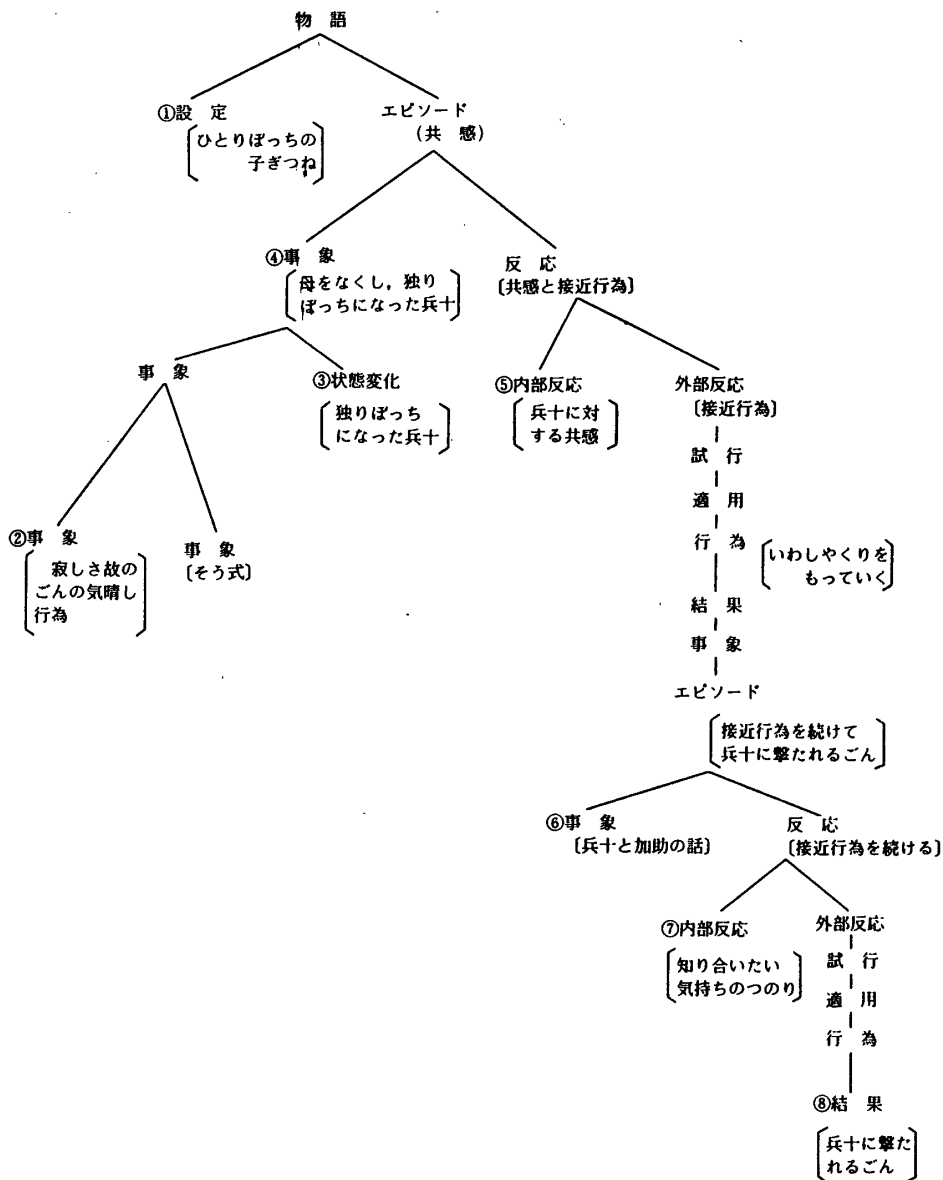 物　語
①設　定
ひとりぼっちの
子ぎつね
エピソード
（共　感）
④事　象
母をなくし，独り
ぼっちになった兵十
反　応
〔共感と接近行為〕
事　象
③状態変化
独りぼっち
になった兵十
⑤内部反応
兵十に対
する共感
外部反応
〔接近行為〕
試　行
適　用
行　為
いわしやくりを
もっていく
結　果
事　象
エピソード
②事　象
寂しさ故の
ごんの気晴し
行為
事　象
〔そう式〕
接近行為を続けて
兵十に撃たれるごん
⑥事　象
〔兵十と加助の話〕
反　応
〔接近行為を続ける〕
⑦内部反応
知り合いたい
気持ちのつのり
外部反応
試　行
適　用
行　為
⑧結　果
兵十に撃た
れるごん